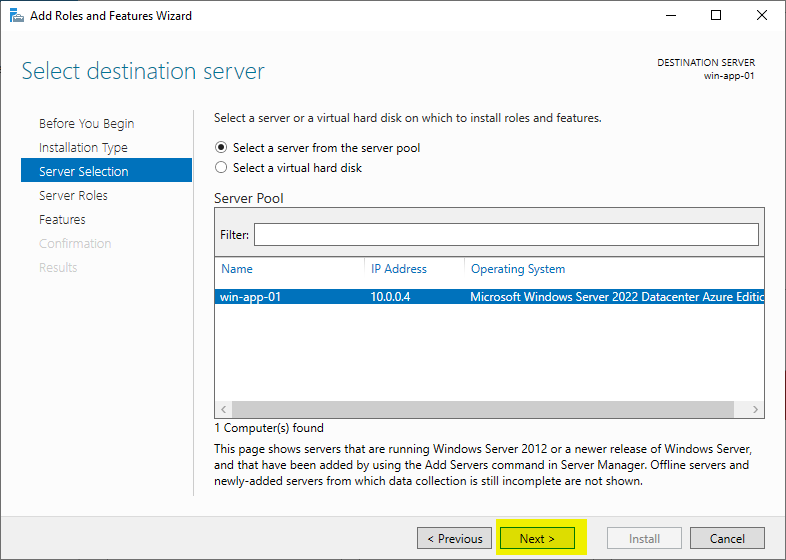 Add Roles and Features Wizard
Select destination server
DESTINATION SERVER
win-app-01
Before You Begin
Installation Type
Server Selection
Server Roles
Features
Confirmation
Results
Select a server or a virtual hard disk on which to install roles and features.
Select a server from the server pool
Select a virtual hard disk
Server Pool
Filter:
Name IP Address Operating System
win-app-01 10.0.0.4 Microsoft Windows Server 2022 Datacenter Azure Editic
1 Computer(s) found
This page shows servers that are running Windows Server 2012 or a newer release of Windows Server,
and that have been added by using the Add Servers command in Server Manager. Offline servers and
newly-added servers from which data collection is still incomplete are not shown.
< Previous Next > Install Cancel